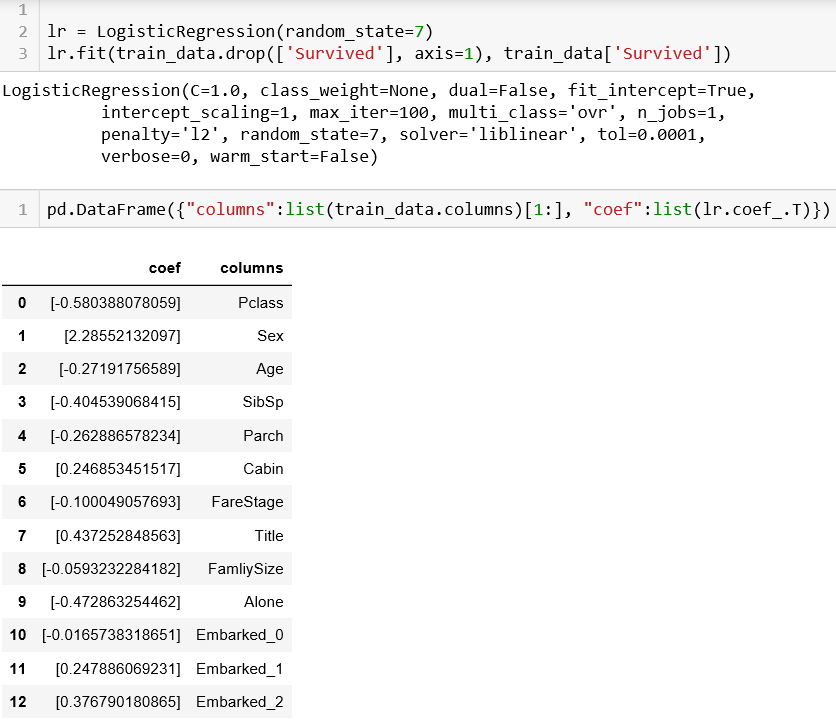 1
2 lr = LogisticRegression(random_state=7)
3 lr.fit(train_data.drop(['Survived'], axis=1), train_data['Survived'])
LogisticRegression(C=1.0, class_weight=None, dual=False, fit_intercept=True,
intercept_scaling=1, max_iter=100, multi_class='ovr', n_jobs=1,
penalty='l2', random_state=7, solver='liblinear', tol=0.0001,
verbose=0, warm_start=False)
1 pd.DataFrame({"columns":list(train_data.columns)[1:], "coef":list(lr.coef_.T)})
coef columns
0 [-0.580388078059] Pclass
1 [2.28552132097] Sex
2 [-0.27191756589] Age
3 [-0.404539068415] SibSp
4 [-0.262886578234] Parch
5 [0.246853451517] Cabin
6 [-0.100049057693] FareStage
7 [0.437252848563] Title
8 [-0.0593232284182] FamliySize
9 [-0.472863254462] Alone
10 [-0.0165738318651] Embarked_0
11 [0.247886069231] Embarked_1
12 [0.376790180865] Embarked_2